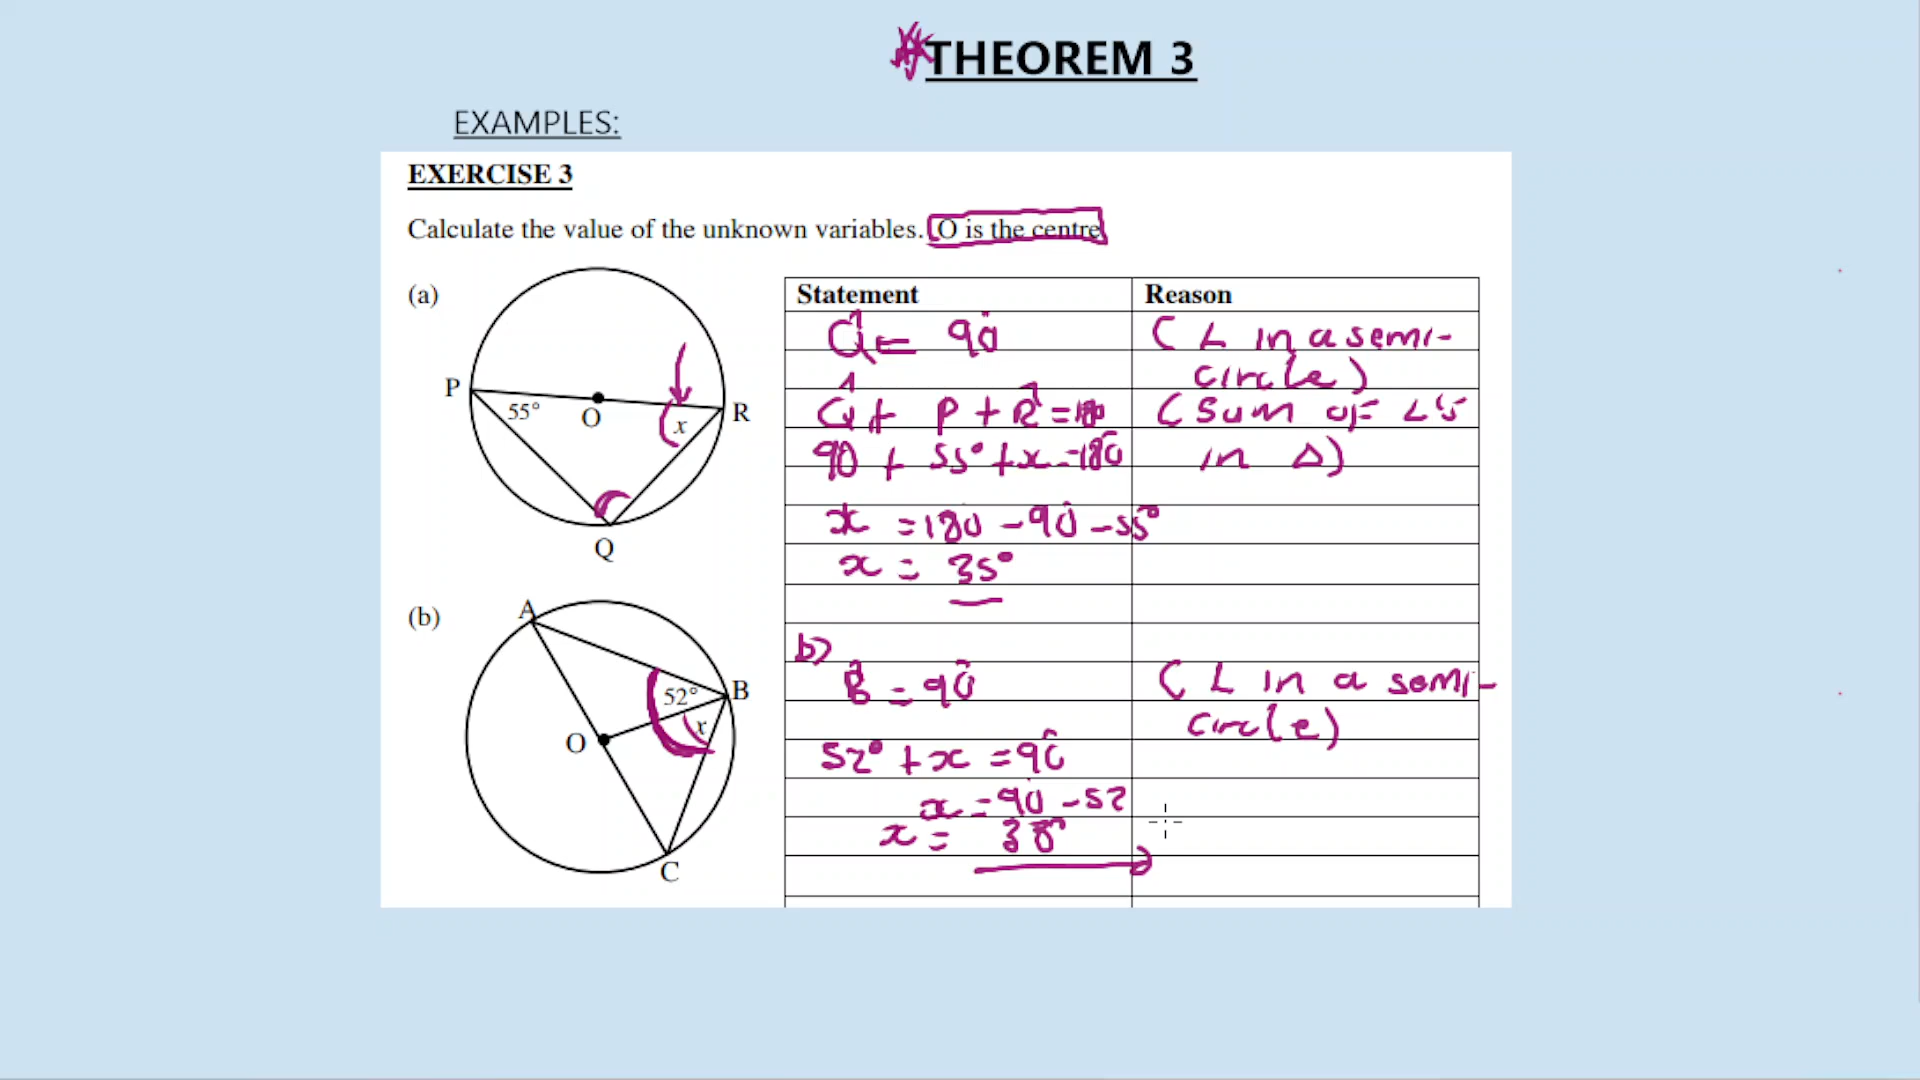 THEOREM 3
EXAMPLES:
EXERCISE 3
Calculate the value of the unknown variables. O is the centre
(a)
P
55°
O
x
R
Q
Statement
Reason
Q̂ = 90°
(∠ in a semi-
circle)
Q̂ + P + R̂ = 180
(sum of ∠'s
90 + 55° + x = 180
in Δ)
x = 180 - 90 - 55°
x = 35°
(b)
A
52°
B
x
O
C
b)
B̂ = 90°
(∠ in a semi-
circle)
52° + x = 90°
x = 90 - 52
x = 38°